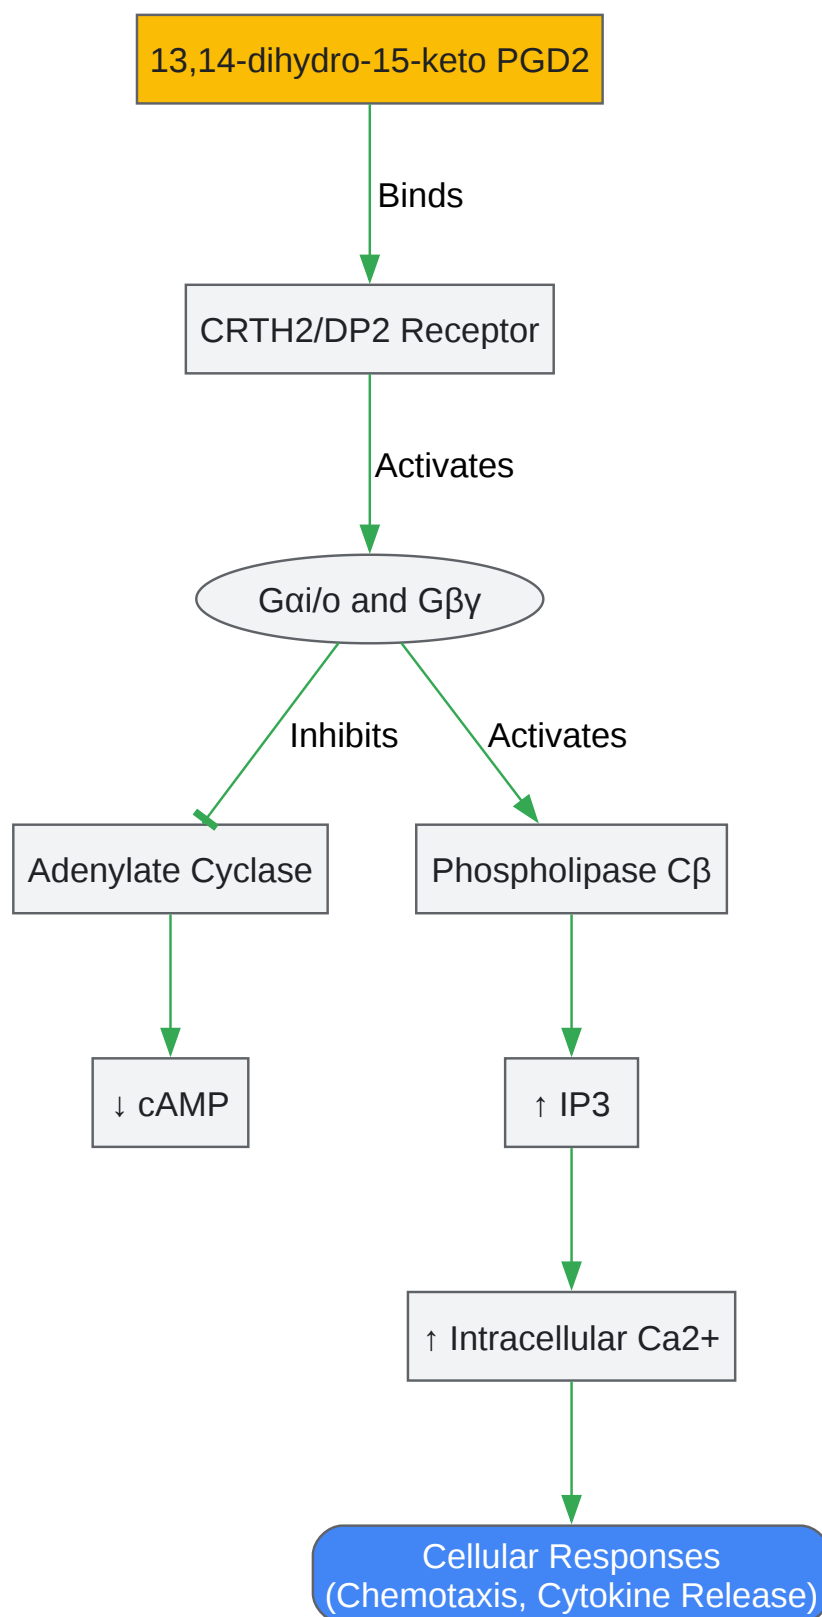 13,14-dihydro-15-keto PGD2
Binds
CRTH2/DP2 Receptor
Activates
Gαi/o and Gβγ
Inhibits
Activates
Adenylate Cyclase
Phospholipase Cβ
↓ cAMP
↑ IP3
↑ Intracellular Ca2+
Cellular Responses
(Chemotaxis, Cytokine Release)